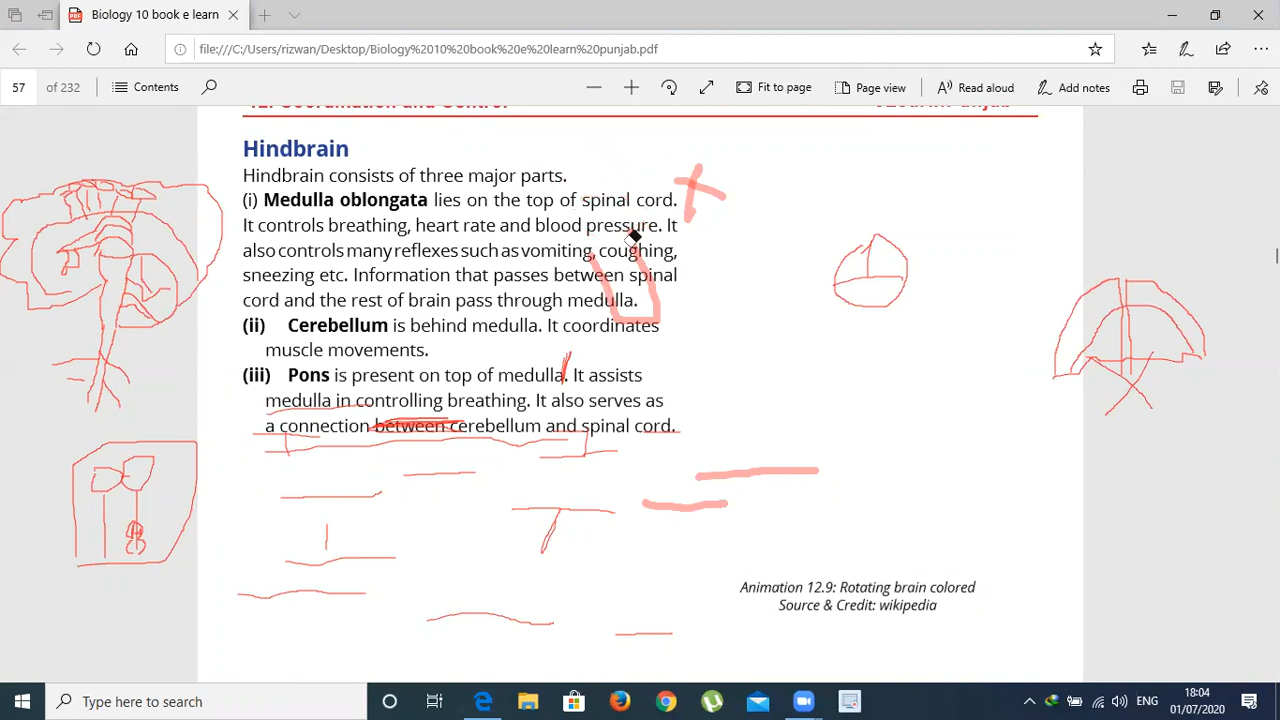 Biology 10 book e learn
file:///C:/Users/rizwan/Desktop/Biology%2010%20book%20e%20learn%20punjab.pdf
57 of 232 Contents Fit to page Page view Read aloud Add notes
12. Coordination and Control
Hindbrain
Hindbrain consists of three major parts.
(i) Medulla oblongata lies on the top of spinal cord.
It controls breathing, heart rate and blood pressure. It
also controls many reflexes such as vomiting, coughing,
sneezing etc. Information that passes between spinal
cord and the rest of brain pass through medulla.
(ii) Cerebellum is behind medulla. It coordinates
muscle movements.
(iii) Pons is present on top of medulla. It assists
medulla in controlling breathing. It also serves as
a connection between cerebellum and spinal cord.
Animation 12.9: Rotating brain colored
Source & Credit: wikipedia
Type here to search
ENG
18:04
01/07/2020